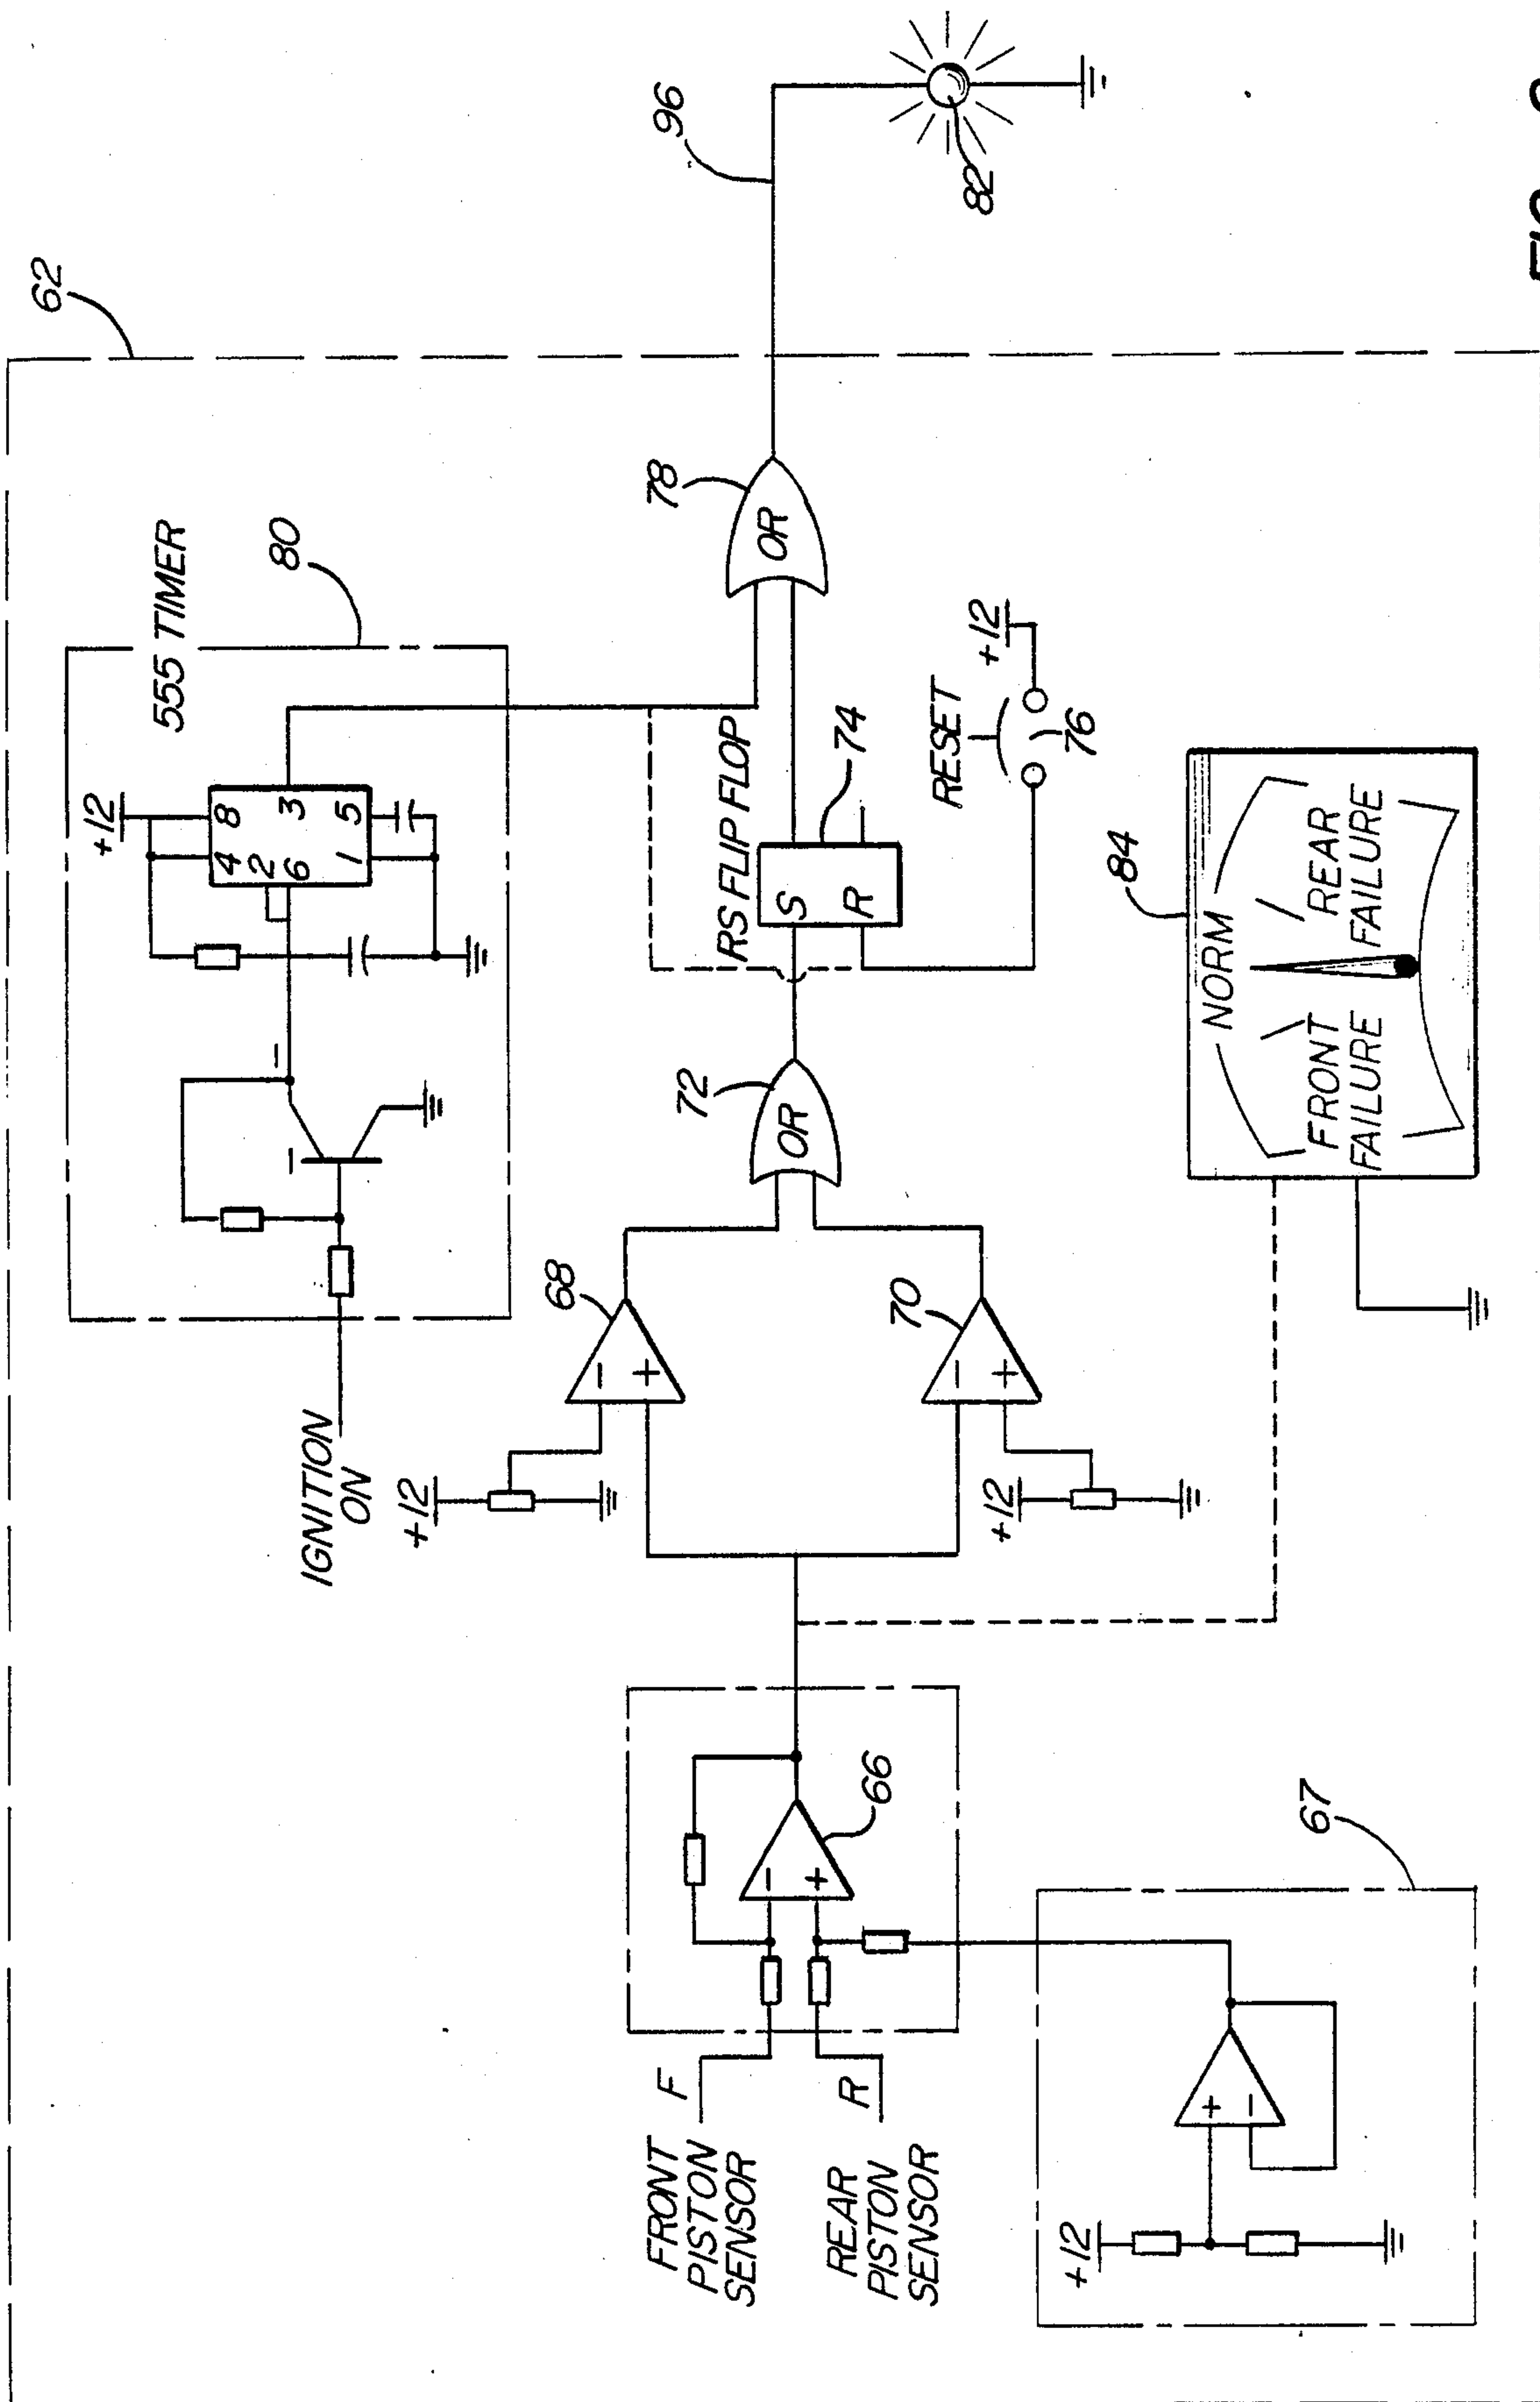 62
555 TIMER
80
+12
8
4
2
6
3
1
5
IGNITION
ON
96
82
78
OR
RS FLIP FLOP
74
S
R
RESET
+12
76
72
OR
68
-
+
70
-
+
+12
+12
FRONT
PISTON
SENSOR
F
REAR
PISTON
SENSOR
R
66
-
+
67
+12
+
-
84
NORM
FRONT
FAILURE
REAR
FAILURE